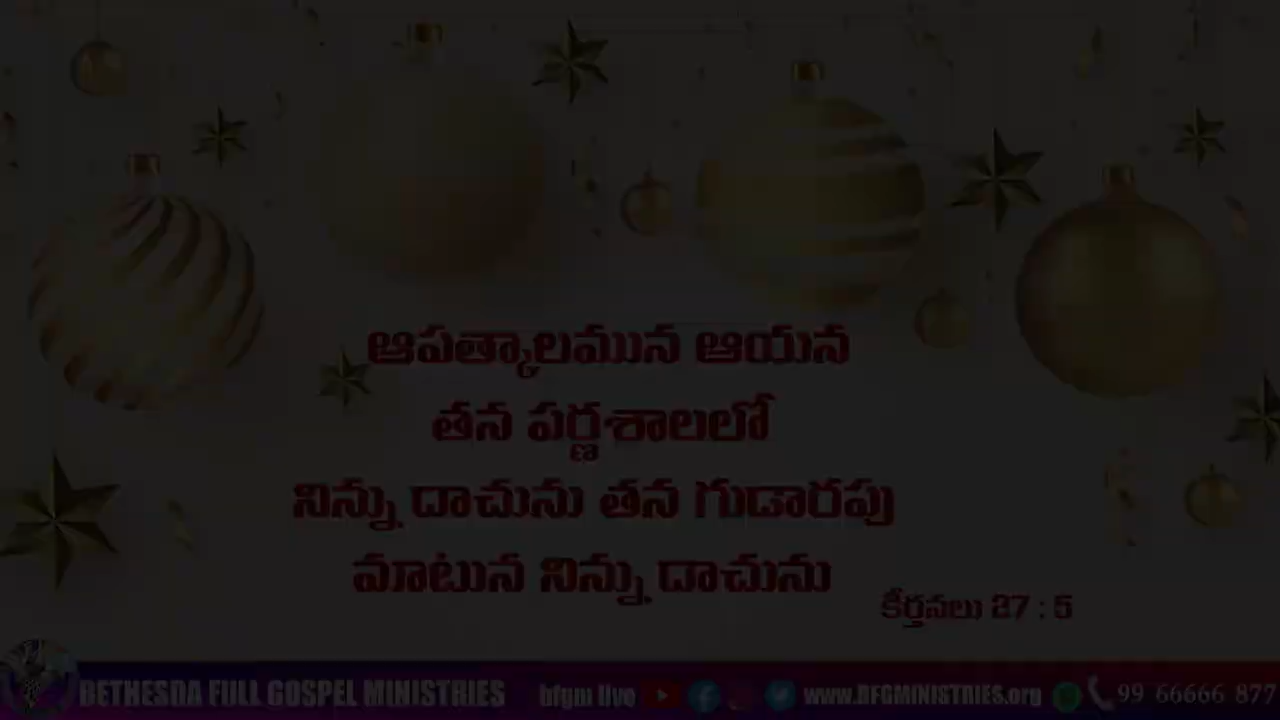 ఆపత్కాలమున ఆయన
తన పర్ణశాలలో
నిన్ను దాచును తన గుడారపు
మాటున నిన్ను దాచును
కీర్తనలు 27 : 5
BETHESDA FULL GOSPEL MINISTRIES bfgm live www.BFGMINISTRIES.org 99 66666 877